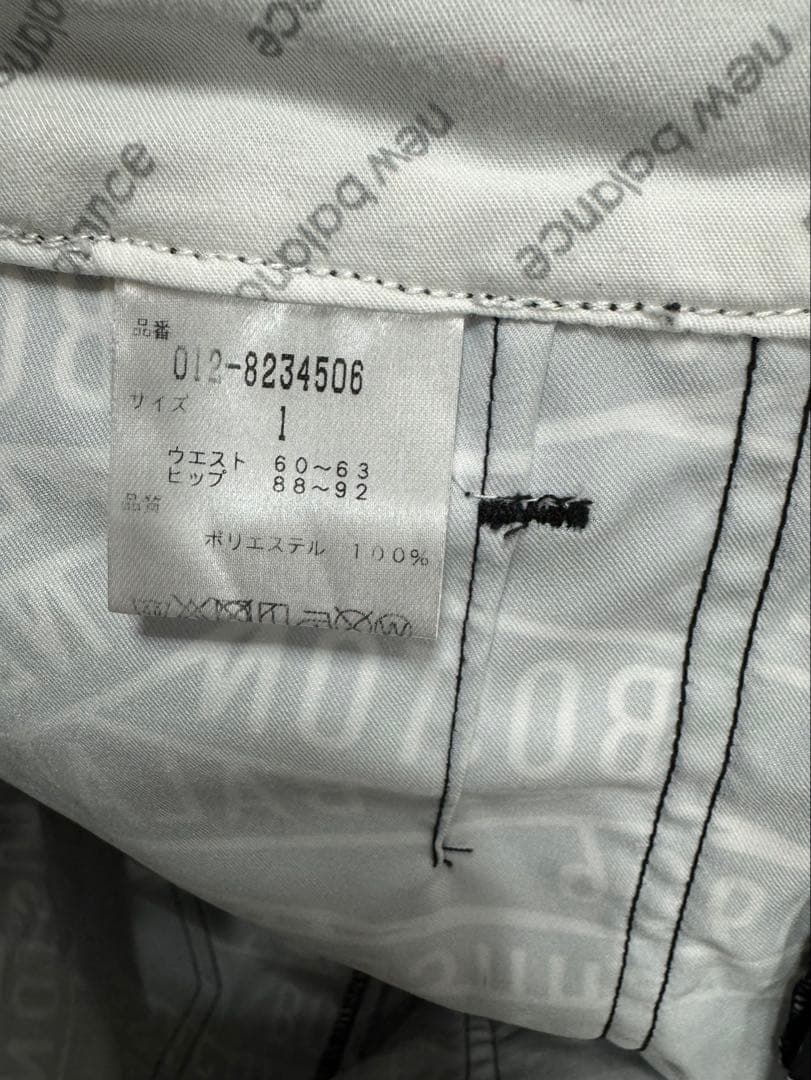 new balance
new balance
new balance
品番
012-8234506
サイズ
1
ウエスト 60～63
ヒップ 88～92
品質
ポリエステル 100%
BOSTON